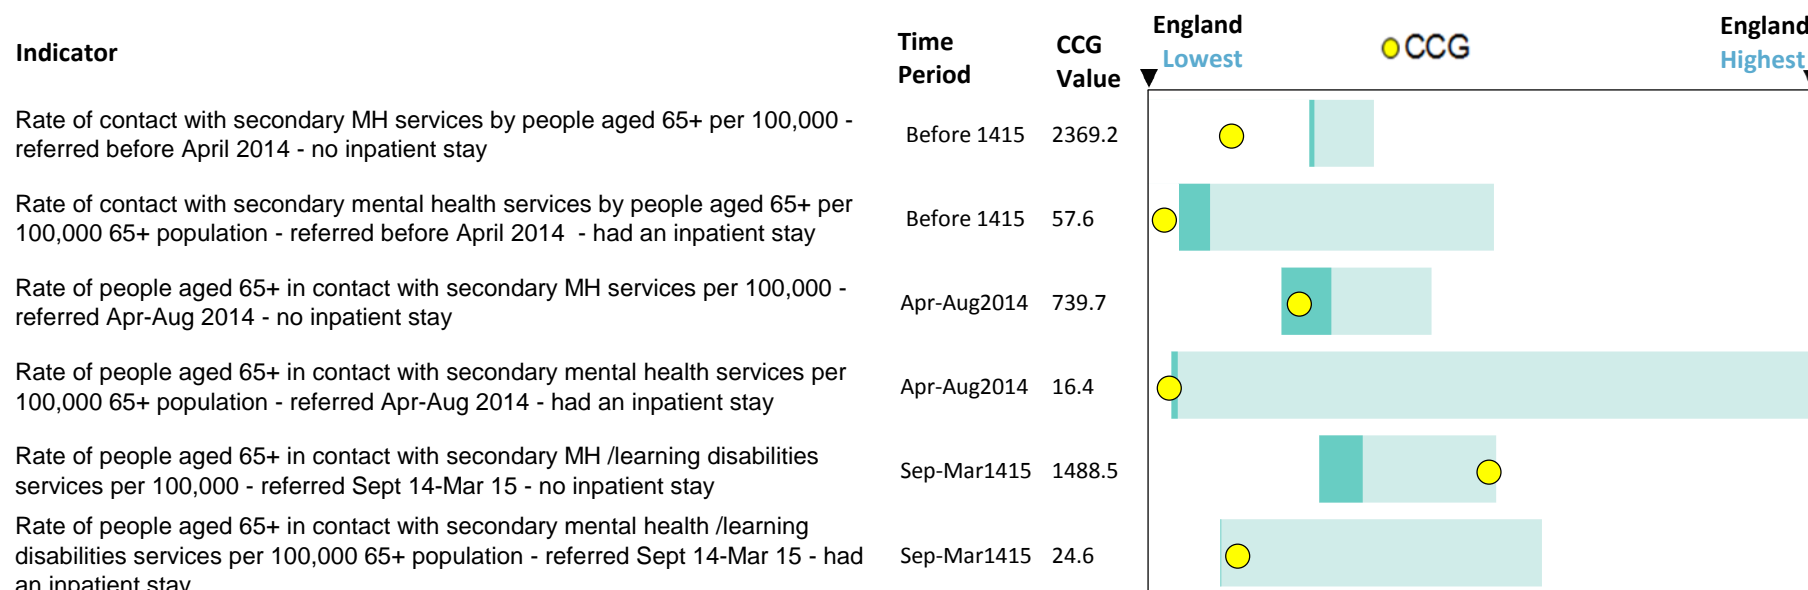 Indicator
Time Period
CCG Value
England Lowest
CCG
England Highest
Rate of contact with secondary MH services by people aged 65+ per 100,000 -
referred before April 2014 - no inpatient stay
Before 1415 2369.2
Rate of contact with secondary mental health services by people aged 65+ per
100,000 65+ population - referred before April 2014 - had an inpatient stay
Before 1415 57.6
Rate of people aged 65+ in contact with secondary MH services per 100,000 -
referred Apr-Aug 2014 - no inpatient stay
Apr-Aug2014 739.7
Rate of people aged 65+ in contact with secondary mental health services per
100,000 65+ population - referred Apr-Aug 2014 - had an inpatient stay
Apr-Aug2014 16.4
Rate of people aged 65+ in contact with secondary MH /learning disabilities
services per 100,000 - referred Sept 14-Mar 15 - no inpatient stay
Sep-Mar1415 1488.5
Rate of people aged 65+ in contact with secondary mental health /learning
disabilities services per 100,000 65+ population - referred Sept 14-Mar 15 - had
an inpatient stay
Sep-Mar1415 24.6